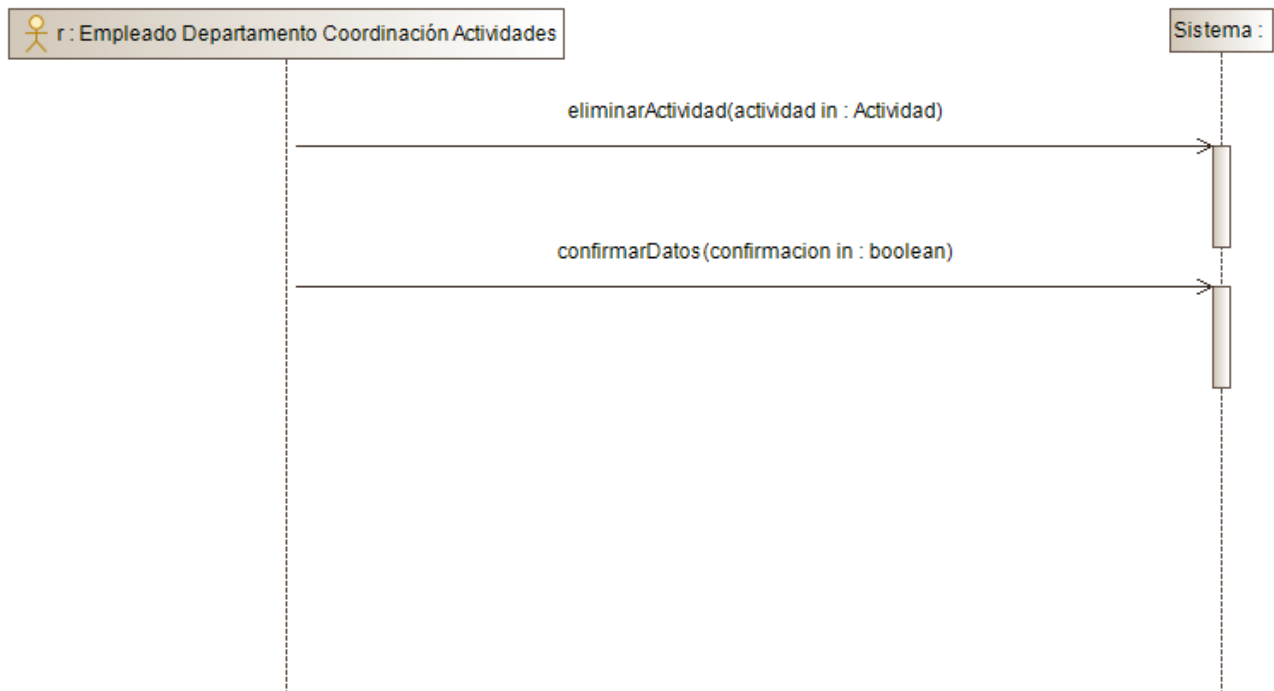 r : Empleado Departamento Coordinación Actividades
Sistema :
eliminarActividad(actividad in : Actividad)
confirmarDatos(confirmacion in : boolean)